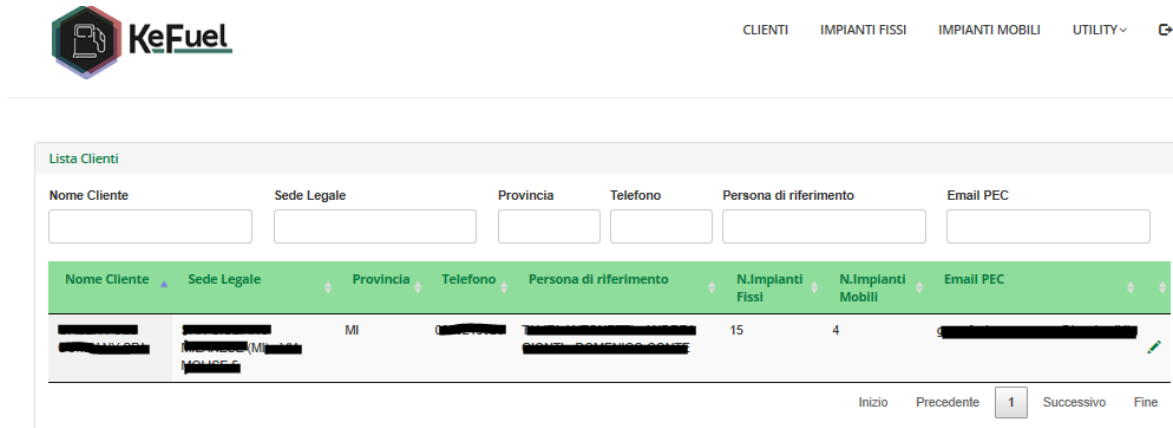 KeFuel
CLIENTI IMPIANTI FISSI IMPIANTI MOBILI UTILITY
Lista Clienti
Nome Cliente Sede Legale Provincia Telefono Persona di riferimento Email PEC
Nome Cliente Sede Legale Provincia Telefono Persona di riferimento N.Impianti Fissi N.Impianti Mobili Email PEC
MI 15 4
Inizio Precedente 1 Successivo Fine